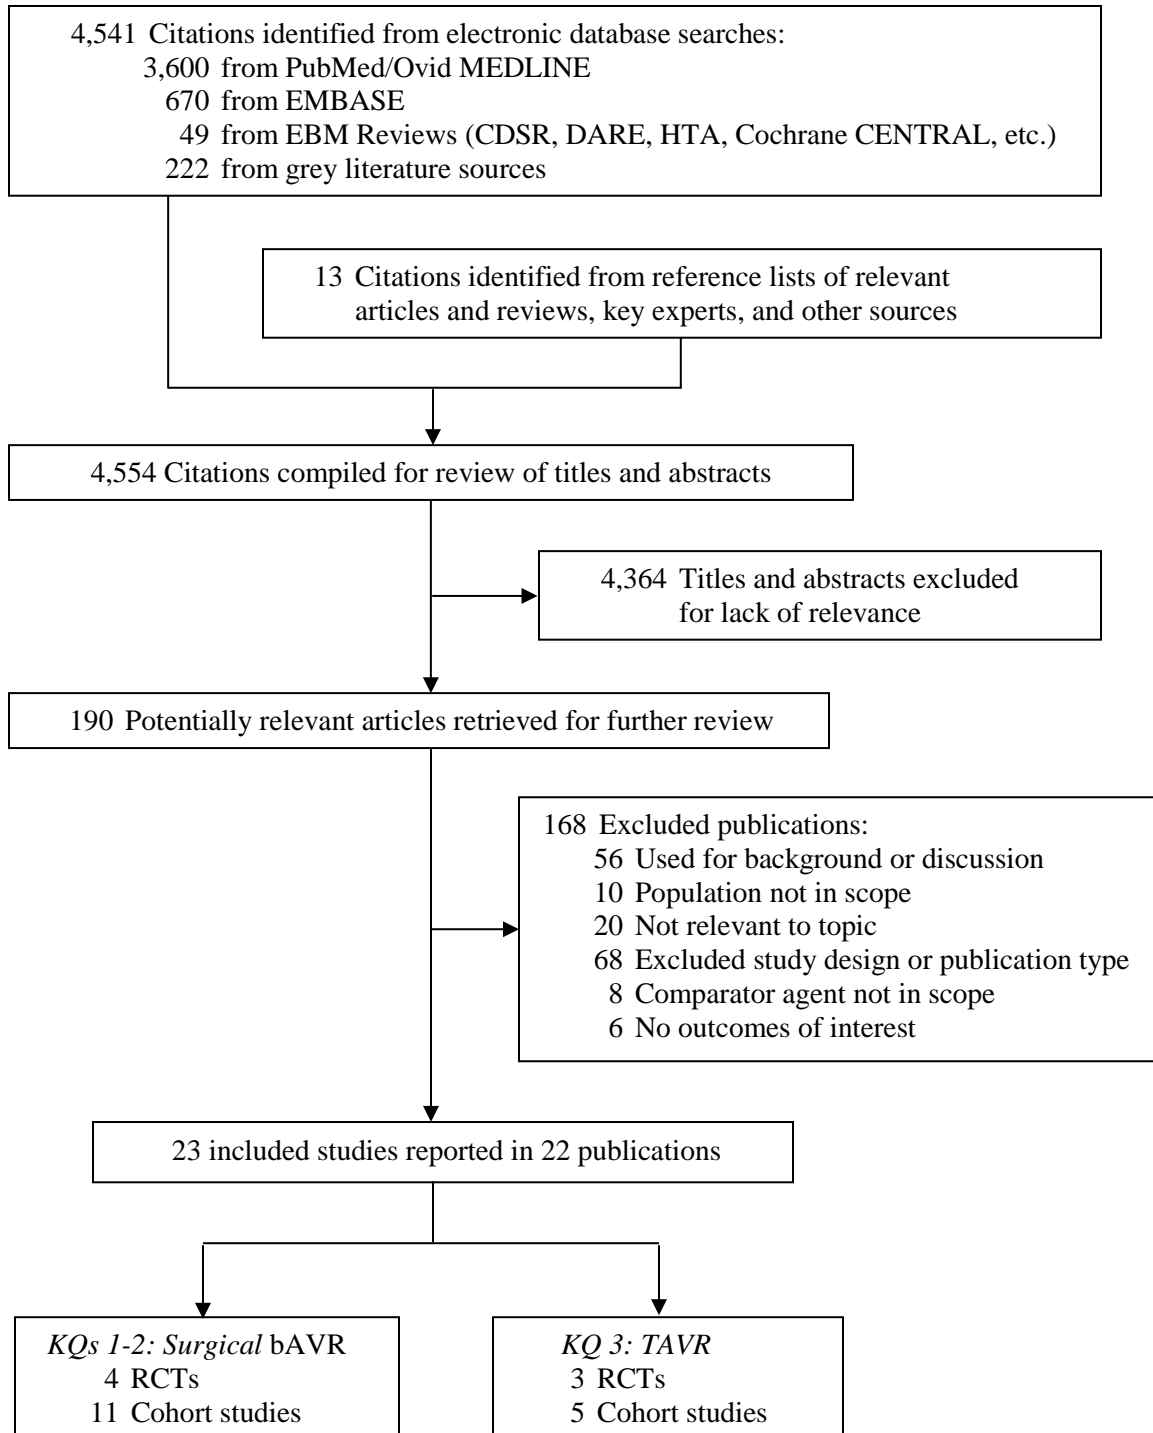 4,541 Citations identified from electronic database searches:
3,600 from PubMed/Ovid MEDLINE
670 from EMBASE
49 from EBM Reviews (CDSR, DARE, HTA, Cochrane CENTRAL, etc.)
222 from grey literature sources
13 Citations identified from reference lists of relevant
articles and reviews, key experts, and other sources
4,554 Citations compiled for review of titles and abstracts
4,364 Titles and abstracts excluded
for lack of relevance
190 Potentially relevant articles retrieved for further review
168 Excluded publications:
56 Used for background or discussion
10 Population not in scope
20 Not relevant to topic
68 Excluded study design or publication type
8 Comparator agent not in scope
6 No outcomes of interest
23 included studies reported in 22 publications
KQs 1-2: Surgical bAVR
4 RCTs
11 Cohort studies
KQ 3: TAVR
3 RCTs
5 Cohort studies